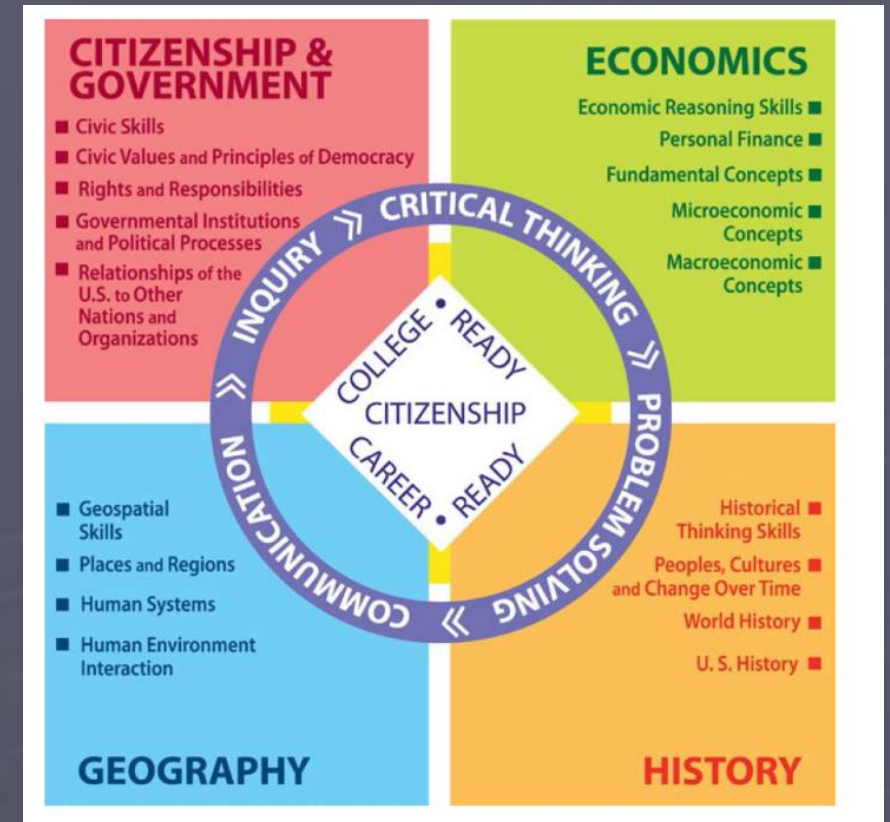 CITIZENSHIP &
GOVERNMENT
■ Civic Skills
■ Civic Values and Principles of Democracy
■ Rights and Responsibilities
■ Governmental Institutions
and Political Processes
■ Relationships of the
U.S. to Other
Nations and
Organizations
ECONOMICS
Economic Reasoning Skills ■
Personal Finance ■
Fundamental Concepts ■
Microeconomic ■
Concepts
Macroeconomic ■
Concepts
INQUIRY » CRITICAL THINKING » PROBLEM SOLVING » COMMUNICATION »
COLLEGE • READY
CITIZENSHIP
CAREER • READY
■ Geospatial
Skills
■ Places and Regions
■ Human Systems
■ Human Environment
Interaction
GEOGRAPHY
Historical ■
Thinking Skills
Peoples, Cultures ■
and Change Over Time
World History ■
U. S. History ■
HISTORY